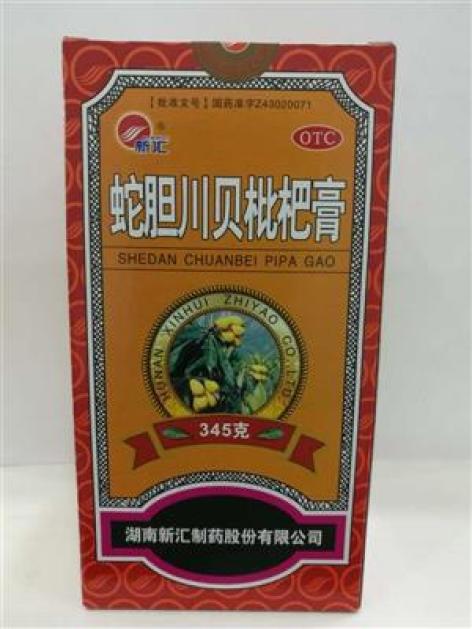 【批准文号】国药准字Z43020071
新汇
®
OTC
蛇胆川贝枇杷膏
SHEDAN CHUANBEI PIPA GAO
HUNAN XINHUI ZHIYAO CO.,LTD
345克
湖南新汇制药股份有限公司